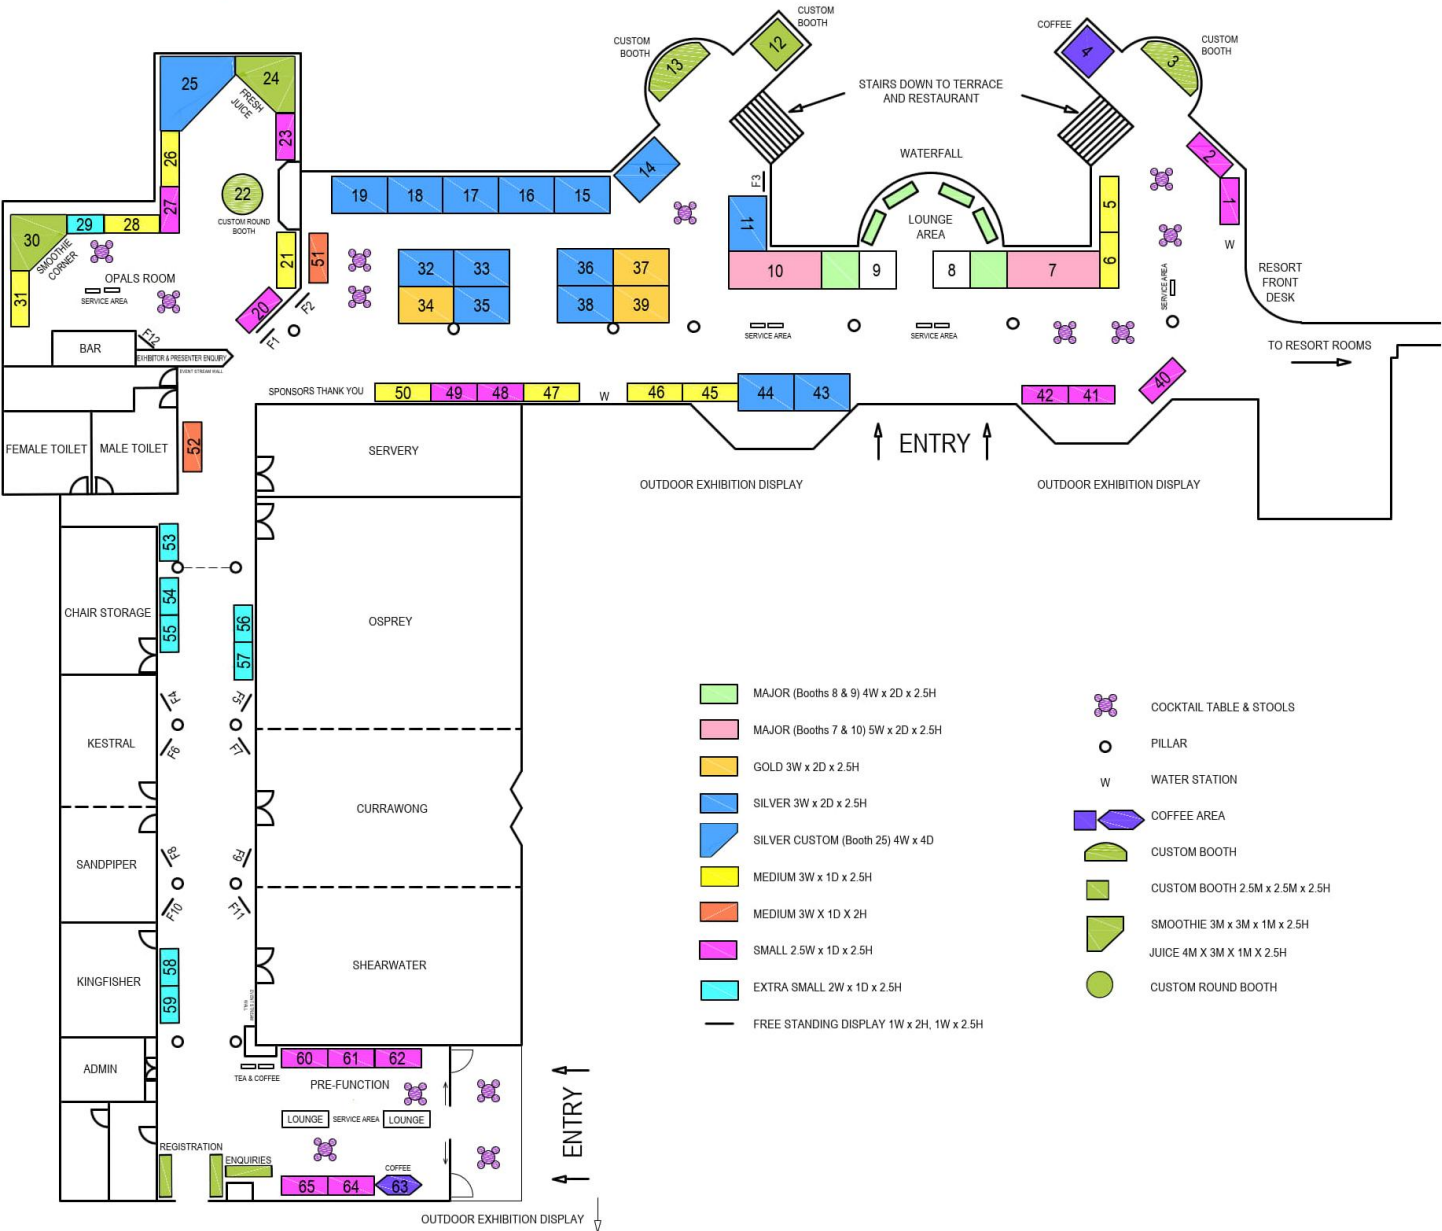 CUSTOM
BOOTH
12
COFFEE
4
CUSTOM
BOOTH
13
CUSTOM
BOOTH
3
25
24
FRESH
JUICE
23
STAIRS DOWN TO TERRACE
AND RESTAURANT
WATERFALL
26
27
22
CUSTOM ROUND
BOOTH
19
18
17
16
15
14
F3
11
LOUNGE
AREA
5
6
2
1
W
30
29
28
SMOOTHIE
CORNER
31
OPALS ROOM
SERVICE AREA
21
51
20
F2
F1
32
33
34
35
36
37
38
39
10
9
8
7
SERVICE AREA
RESORT
FRONT
DESK
SERVICE AREA
SERVICE AREA
TO RESORT ROOMS
BAR
F12
EXHIBITOR & PRESENTER ENQUIRY
EVENT STREAM WALL
SPONSORS THANK YOU
50
49
48
47
W
46
45
44
43
42
41
40
FEMALE TOILET
MALE TOILET
52
SERVERY
ENTRY
OUTDOOR EXHIBITION DISPLAY
OUTDOOR EXHIBITION DISPLAY
53
54
55
CHAIR STORAGE
56
57
OSPREY
F4
F5
F6
F7
KESTRAL
CURRAWONG
SANDPIPER
F8
F9
F10
F11
KINGFISHER
58
59
SHEARWATER
ADMIN
60
61
62
TEA & COFFEE
PRE-FUNCTION
LOUNGE
SERVICE AREA
LOUNGE
ENTRY
REGISTRATION
ENQUIRIES
COFFEE
65
64
63
OUTDOOR EXHIBITION DISPLAY
MAJOR (Booths 8 & 9) 4W x 2D x 2.5H
MAJOR (Booths 7 & 10) 5W x 2D x 2.5H
GOLD 3W x 2D x 2.5H
SILVER 3W x 2D x 2.5H
SILVER CUSTOM (Booth 25) 4W x 4D
MEDIUM 3W x 1D x 2.5H
MEDIUM 3W X 1D X 2H
SMALL 2.5W x 1D x 2.5H
EXTRA SMALL 2W x 1D x 2.5H
FREE STANDING DISPLAY 1W x 2H, 1W x 2.5H
COCKTAIL TABLE & STOOLS
PILLAR
W
WATER STATION
COFFEE AREA
CUSTOM BOOTH
CUSTOM BOOTH 2.5M x 2.5M x 2.5H
SMOOTHIE 3M x 3M x 1M x 2.5H
JUICE 4M X 3M X 1M X 2.5H
CUSTOM ROUND BOOTH